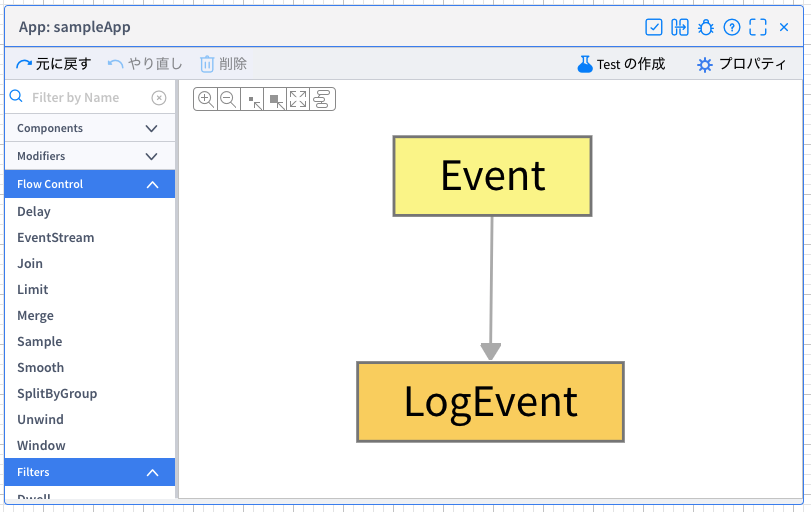 App: sampleApp
元に戻す やり直し 削除 Test の作成 プロパティ
Filter by Name
Components
Modifiers
Flow Control
Delay
EventStream
Join
Limit
Merge
Sample
Smooth
SplitByGroup
Unwind
Window
Filters
Dwell
Event
LogEvent